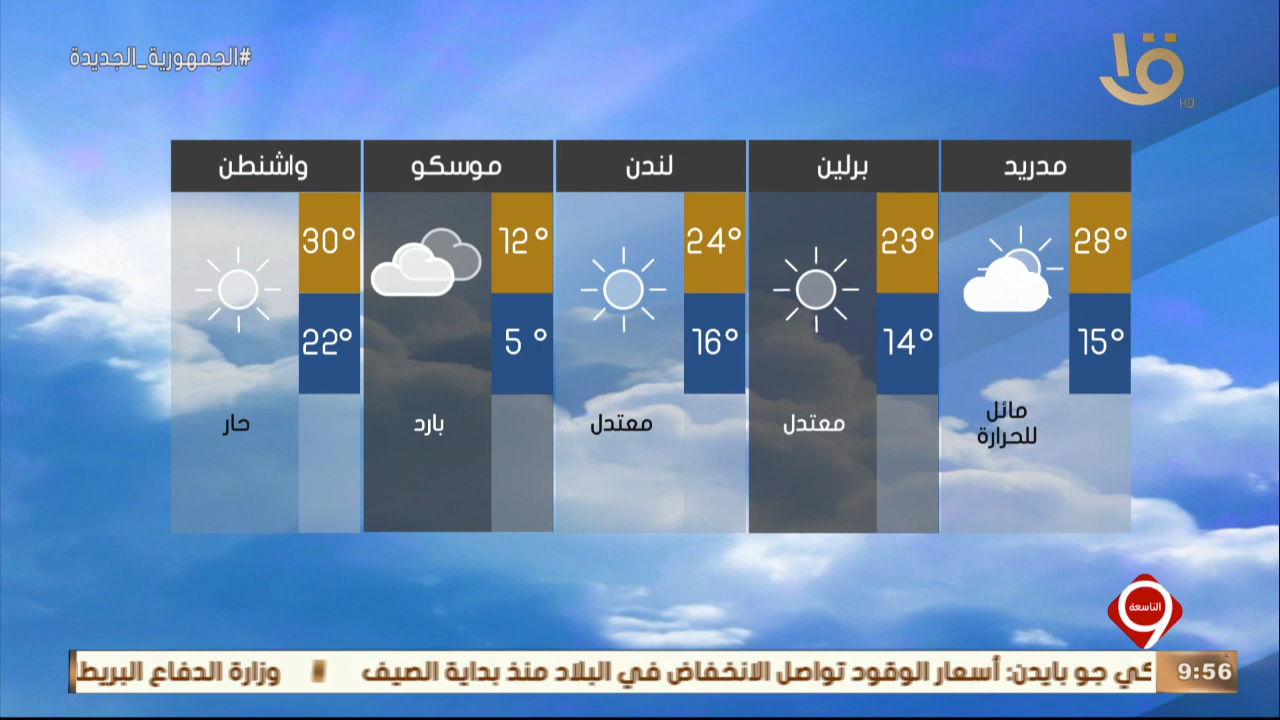 #الجمهورية_الجديدة
HD
مدريد
28°
15°
مائل
للحرارة
برلين
23°
14°
معتدل
لندن
24°
16°
معتدل
موسكو
12°
5°
بارد
واشنطن
30°
22°
حار
التاسعة
9
9:56
كي جو بايدن: أسعار الوقود تواصل الانخفاض في البلاد منذ بداية الصيف
وزارة الدفاع البريط